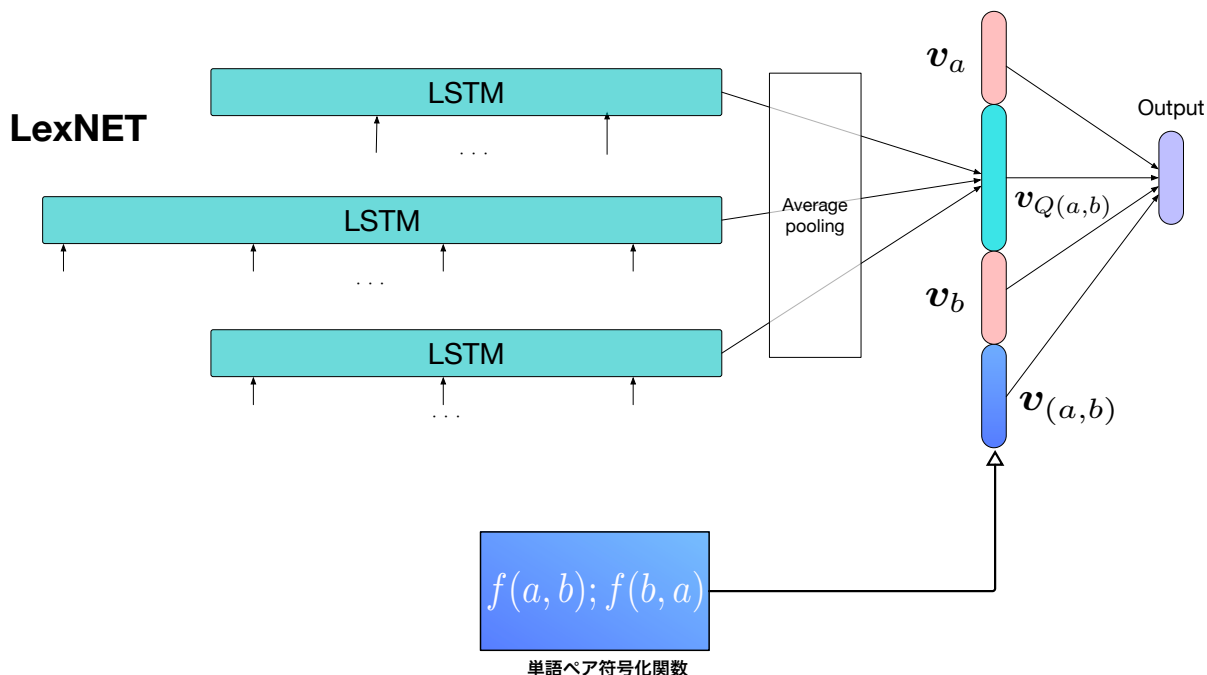 LexNET
LSTM
. . .
LSTM
. . .
LSTM
. . .
Average
pooling
v_a
v_{Q(a,b)}
v_b
v_{(a,b)}
Output
f(a, b); f(b, a)
単語ペア符号化関数